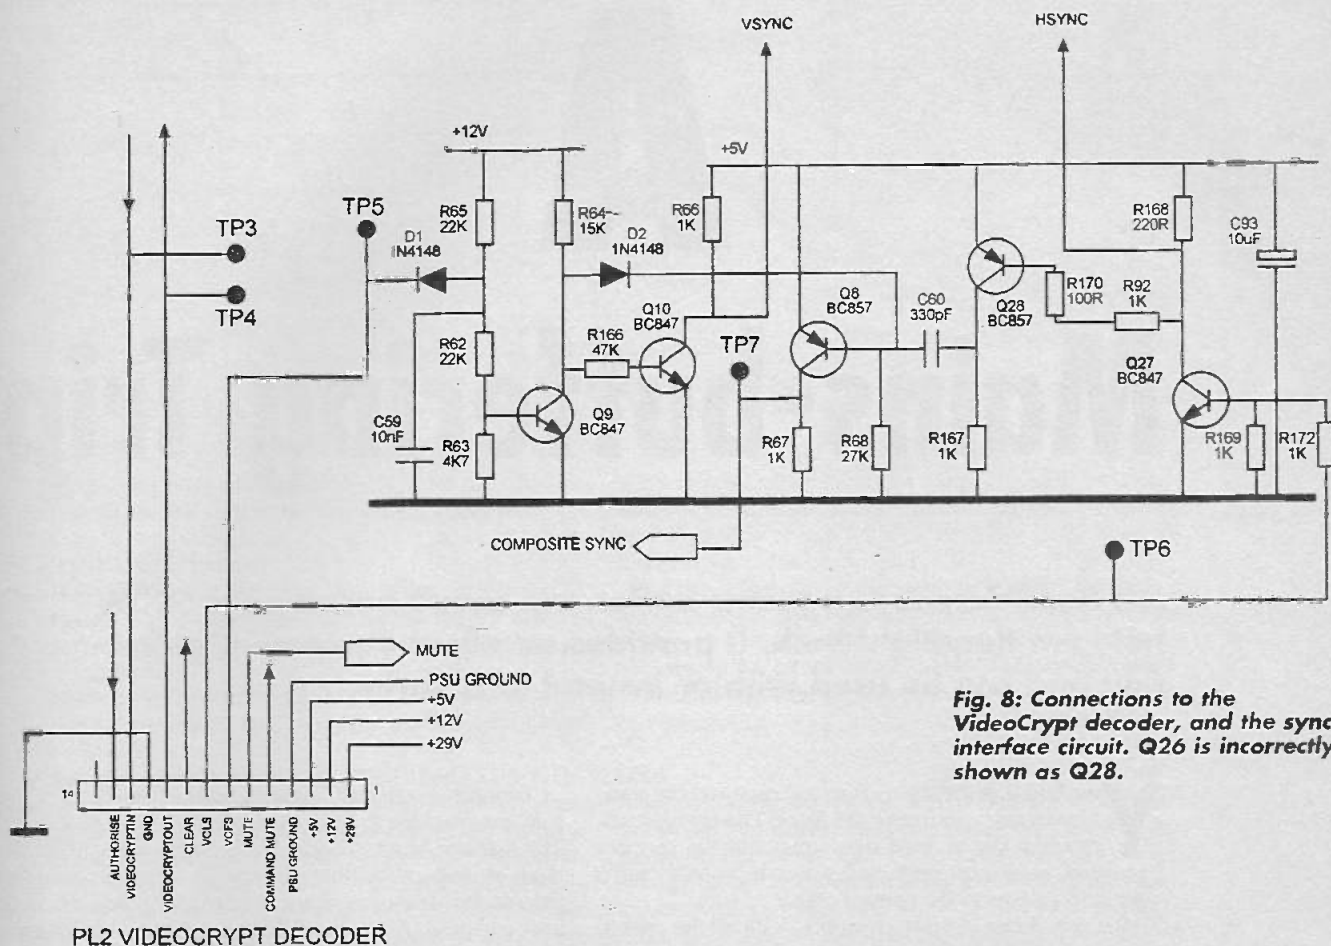 VSYNC
HSYNC
+12V
+5V
TP3
TP4
TP5
D1
1N4148
R65
22K
R64
15K
D2
1N4148
R66
1K
R168
220R
C93
10uF
Q10
BC847
R166
47K
Q8
BC857
C60
330pF
Q28
BC857
R170
100R
R92
1K
R62
22K
TP7
Q27
BC847
C59
10nF
R63
4K7
Q9
BC847
R67
1K
R68
27K
R167
1K
R169
1K
R172
1K
COMPOSITE SYNC
TP6
MUTE
PSU GROUND
+5V
+12V
+29V
14
1
AUTHORISE
VIDEOCRYPTIN
GND
VIDEOCRYPTOUT
CLEAR
VCLS
VCFS
MUTE
COMMAND MUTE
PSU GROUND
+5V
+12V
+29V
PL2 VIDEOCRYPT DECODER
Fig. 8: Connections to the
VideoCrypt decoder, and the sync
interface circuit. Q26 is incorrectly
shown as Q28.